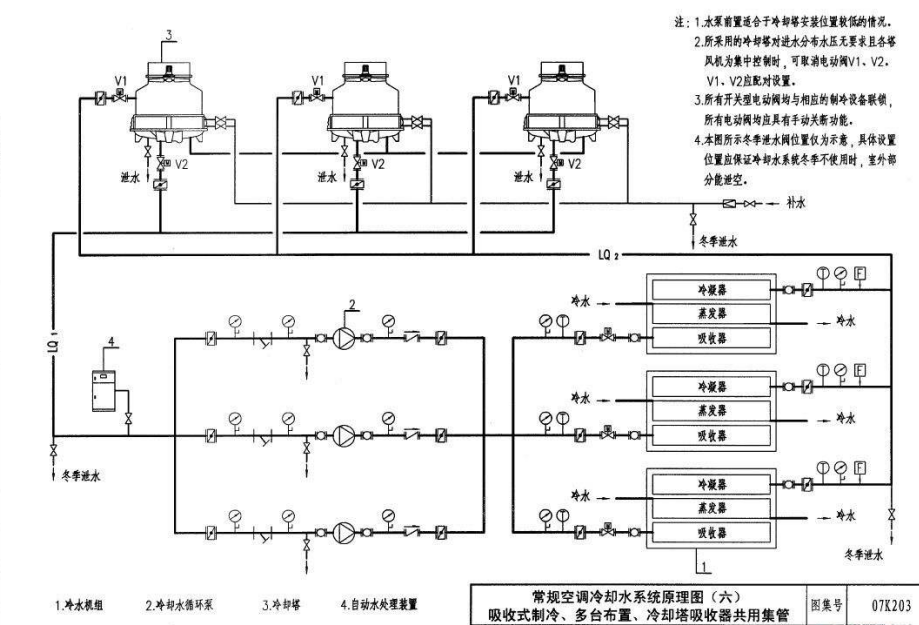 注：1.水泵前置适合于冷却塔安装位置较低的情况。
2.所采用的冷却塔对进水分布水压无要求且各塔
风机为集中控制时，可取消电动阀V1、V2。
V1、V2应配对设置。
3.所有开关型电动阀均与相应的制冷设备联锁，
所有电动阀均应具有手动关断功能。
4.本图所示冬季泄水阀位置仅为示意，具体设置
位置应保证冷却水系统冬季不使用时，室外部
分能泄空。
3
V1
V1
V1
V2
V2
V2
泄水
泄水
泄水
补水
冬季泄水
LQ 2
LQ 1
冷凝器
蒸发器
吸收器
冷水
冷水
T
F
T
2
4
冷凝器
蒸发器
吸收器
冷水
冷水
T
F
T
冬季泄水
冷凝器
蒸发器
吸收器
冷水
冷水
T
F
T
冬季泄水
1
1.冷水机组 2.冷却水循环泵 3.冷却塔 4.自动水处理装置
常规空调冷却水系统原理图（六）
吸收式制冷、多台布置、冷却塔吸收器共用集管
图集号 07K203